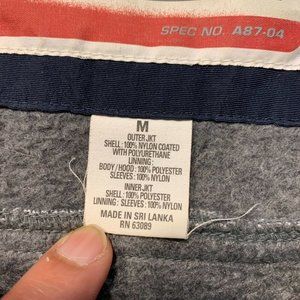 SPEC NO. A87-04
M
OUTER JKT
SHELL: 100% NYLON COATED
WITH POLYURETHANE
LINNING:
BODY/HOOD: 100% POLYESTER
SLEEVES: 100% NYLON
INNER JKT
SHELL: 100% POLYESTER
LINNING: SLEEVES: 100% NYLON
MADE IN SRI LANKA
RN 63089